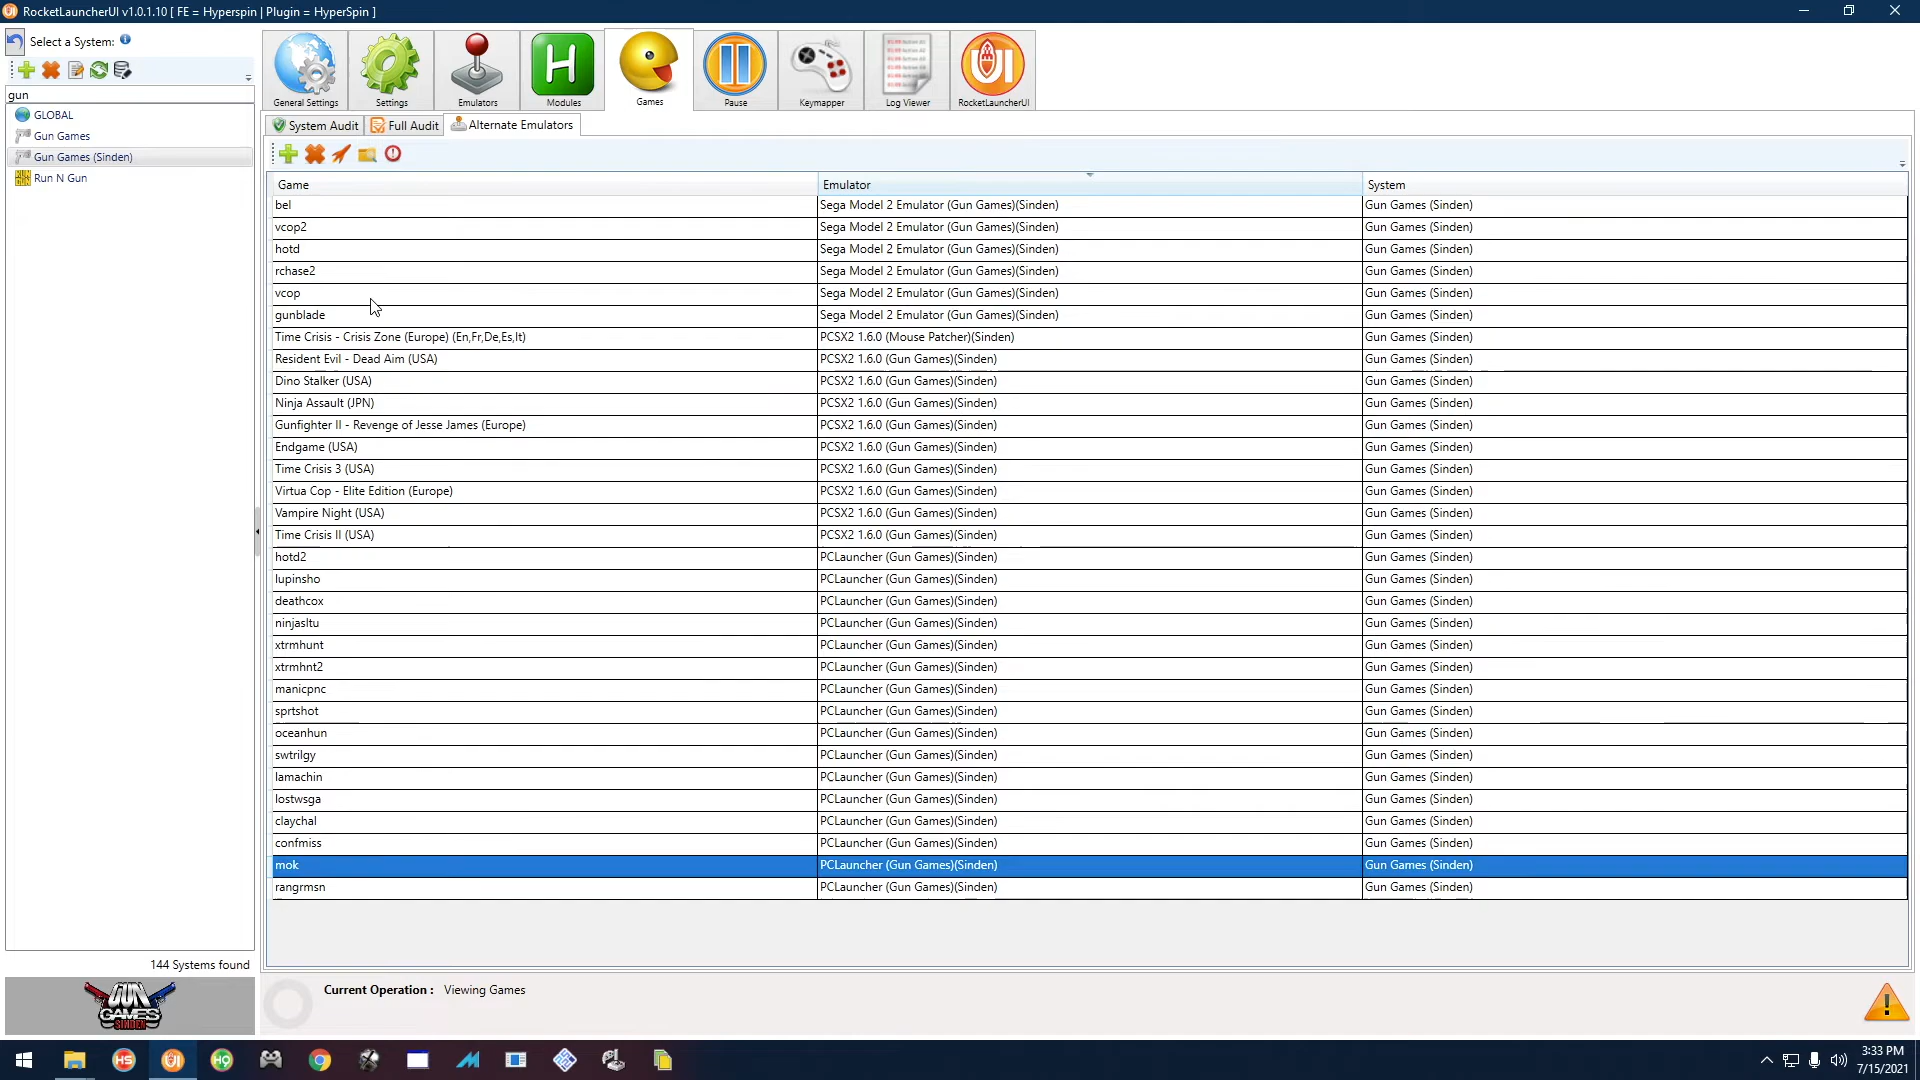 RocketLauncherUI v1.0.1.10 [ FE = Hyperspin | Plugin = HyperSpin ]
Select a System:
gun
GLOBAL
Gun Games
Gun Games (Sinden)
Run N Gun
144 Systems found
GUN GAMES SINDEN
General Settings
Settings
Emulators
Modules
Games
Pause
Keymapper
Log Viewer
RocketLauncherUI
System Audit
Full Audit
Alternate Emulators
Game Emulator System
bel Sega Model 2 Emulator (Gun Games)(Sinden) Gun Games (Sinden)
vcop2 Sega Model 2 Emulator (Gun Games)(Sinden) Gun Games (Sinden)
hotd Sega Model 2 Emulator (Gun Games)(Sinden) Gun Games (Sinden)
rchase2 Sega Model 2 Emulator (Gun Games)(Sinden) Gun Games (Sinden)
vcop Sega Model 2 Emulator (Gun Games)(Sinden) Gun Games (Sinden)
gunblade Sega Model 2 Emulator (Gun Games)(Sinden) Gun Games (Sinden)
Time Crisis - Crisis Zone (Europe) (En,Fr,De,Es,It) PCSX2 1.6.0 (Mouse Patcher)(Sinden) Gun Games (Sinden)
Resident Evil - Dead Aim (USA) PCSX2 1.6.0 (Gun Games)(Sinden) Gun Games (Sinden)
Dino Stalker (USA) PCSX2 1.6.0 (Gun Games)(Sinden) Gun Games (Sinden)
Ninja Assault (JPN) PCSX2 1.6.0 (Gun Games)(Sinden) Gun Games (Sinden)
Gunfighter II - Revenge of Jesse James (Europe) PCSX2 1.6.0 (Gun Games)(Sinden) Gun Games (Sinden)
Endgame (USA) PCSX2 1.6.0 (Gun Games)(Sinden) Gun Games (Sinden)
Time Crisis 3 (USA) PCSX2 1.6.0 (Gun Games)(Sinden) Gun Games (Sinden)
Virtua Cop - Elite Edition (Europe) PCSX2 1.6.0 (Gun Games)(Sinden) Gun Games (Sinden)
Vampire Night (USA) PCSX2 1.6.0 (Gun Games)(Sinden) Gun Games (Sinden)
Time Crisis II (USA) PCSX2 1.6.0 (Gun Games)(Sinden) Gun Games (Sinden)
hotd2 PCLauncher (Gun Games)(Sinden) Gun Games (Sinden)
lupinsho PCLauncher (Gun Games)(Sinden) Gun Games (Sinden)
deathcox PCLauncher (Gun Games)(Sinden) Gun Games (Sinden)
ninjasltu PCLauncher (Gun Games)(Sinden) Gun Games (Sinden)
xtrmhunt PCLauncher (Gun Games)(Sinden) Gun Games (Sinden)
xtrmhnt2 PCLauncher (Gun Games)(Sinden) Gun Games (Sinden)
manicpnc PCLauncher (Gun Games)(Sinden) Gun Games (Sinden)
sprtshot PCLauncher (Gun Games)(Sinden) Gun Games (Sinden)
oceanhun PCLauncher (Gun Games)(Sinden) Gun Games (Sinden)
swtrilgy PCLauncher (Gun Games)(Sinden) Gun Games (Sinden)
lamachin PCLauncher (Gun Games)(Sinden) Gun Games (Sinden)
lostwsga PCLauncher (Gun Games)(Sinden) Gun Games (Sinden)
claychal PCLauncher (Gun Games)(Sinden) Gun Games (Sinden)
confmiss PCLauncher (Gun Games)(Sinden) Gun Games (Sinden)
mok PCLauncher (Gun Games)(Sinden) Gun Games (Sinden)
rangrmsn PCLauncher (Gun Games)(Sinden) Gun Games (Sinden)
Current Operation : Viewing Games
3:33 PM
7/15/2021